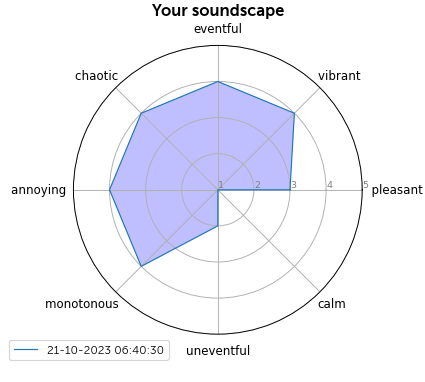 Your soundscape
eventful
chaotic
vibrant
annoying
1 2 3 4 5
pleasant
monotonous
calm
uneventful
21-10-2023 06:40:30